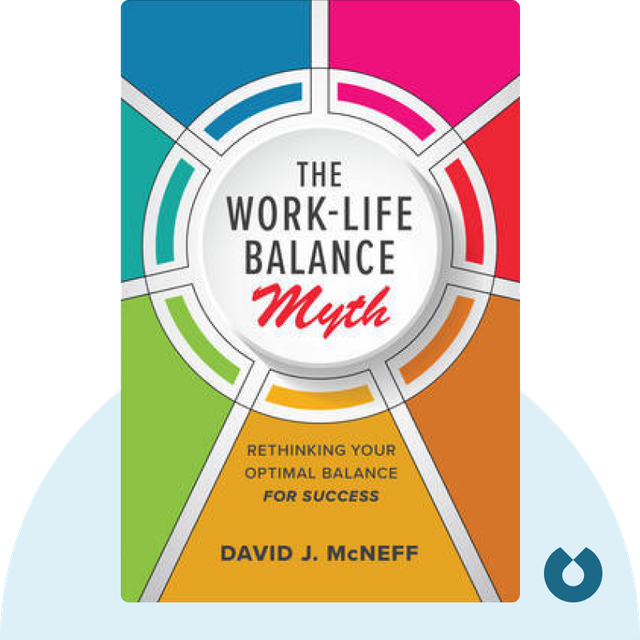 THE
WORK-LIFE
BALANCE
Myth
RETHINKING YOUR
OPTIMAL BALANCE
FOR SUCCESS
DAVID J. McNEFF